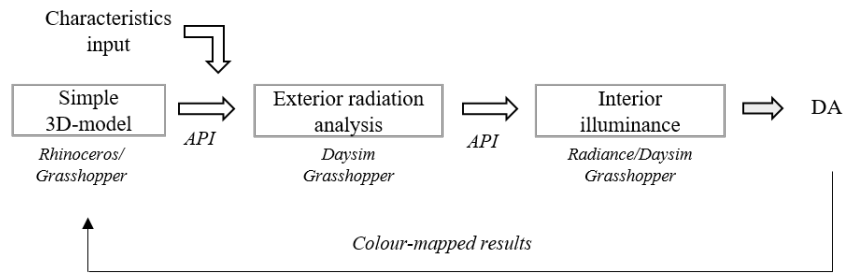 Characteristics
input
Simple
3D-model
API
Exterior radiation
analysis
API
Interior
illuminance
DA
Rhinoceros/
Grasshopper
Daysim
Grasshopper
Radiance/Daysim
Grasshopper
Colour-mapped results